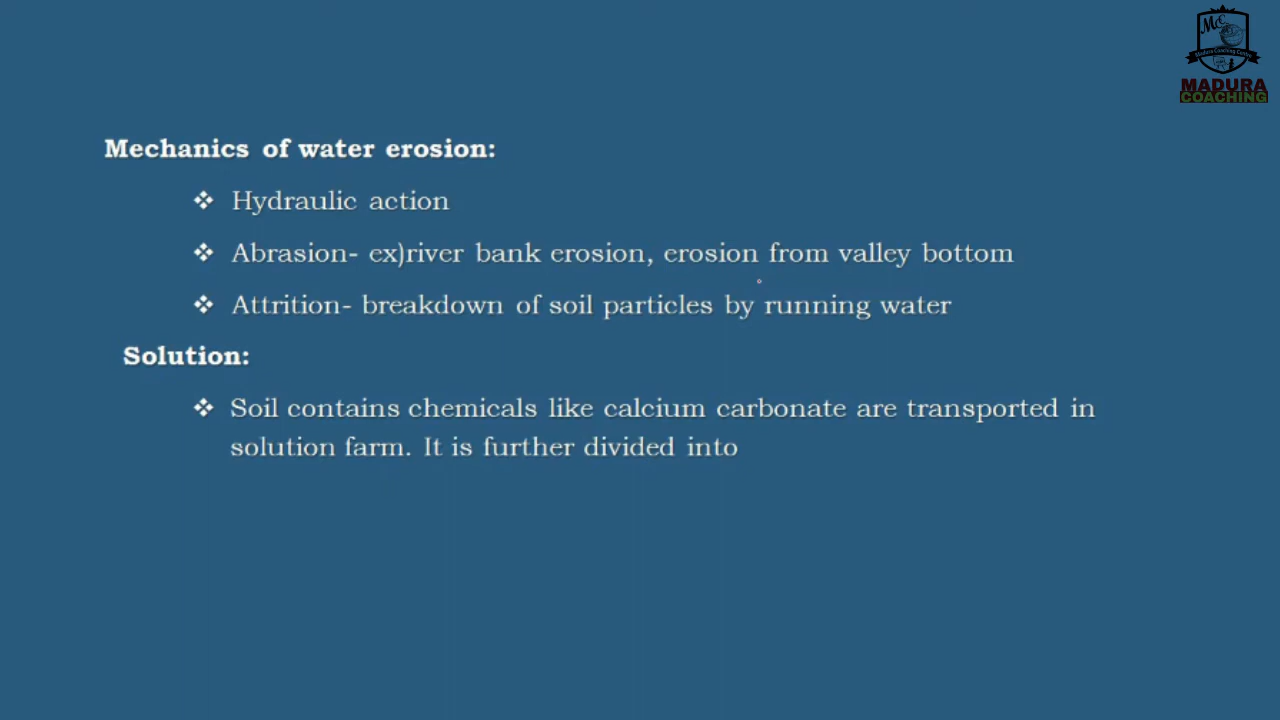 MADURA
COACHING
Mechanics of water erosion:
❖ Hydraulic action
❖ Abrasion- ex)river bank erosion, erosion from valley bottom
❖ Attrition- breakdown of soil particles by running water
Solution:
❖ Soil contains chemicals like calcium carbonate are transported in
solution farm. It is further divided into